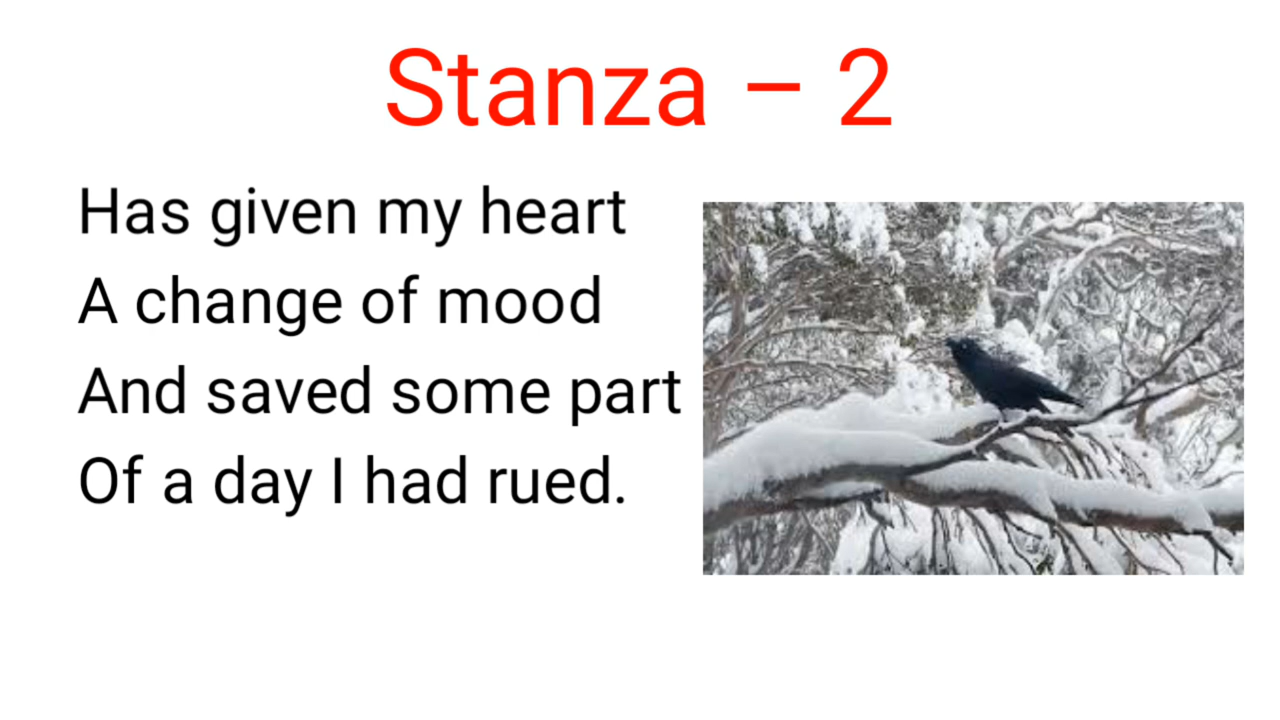 Stanza – 2
Has given my heart
A change of mood
And saved some part
Of a day I had rued.